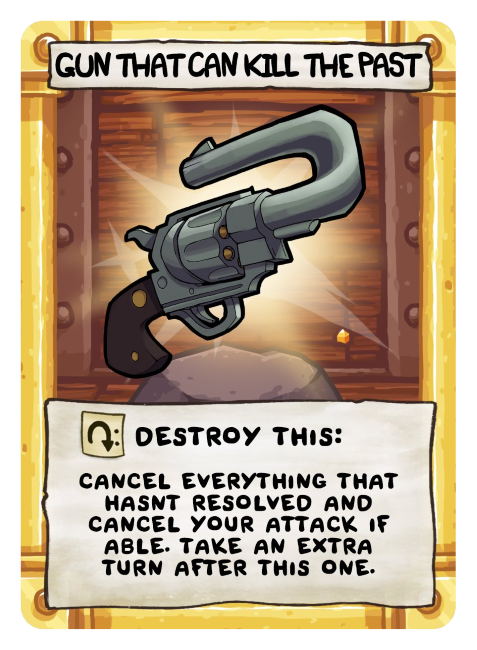 GUN THAT CAN KILL THE PAST
DESTROY THIS:
CANCEL EVERYTHING THAT
HASNT RESOLVED AND
CANCEL YOUR ATTACK IF
ABLE. TAKE AN EXTRA
TURN AFTER THIS ONE.